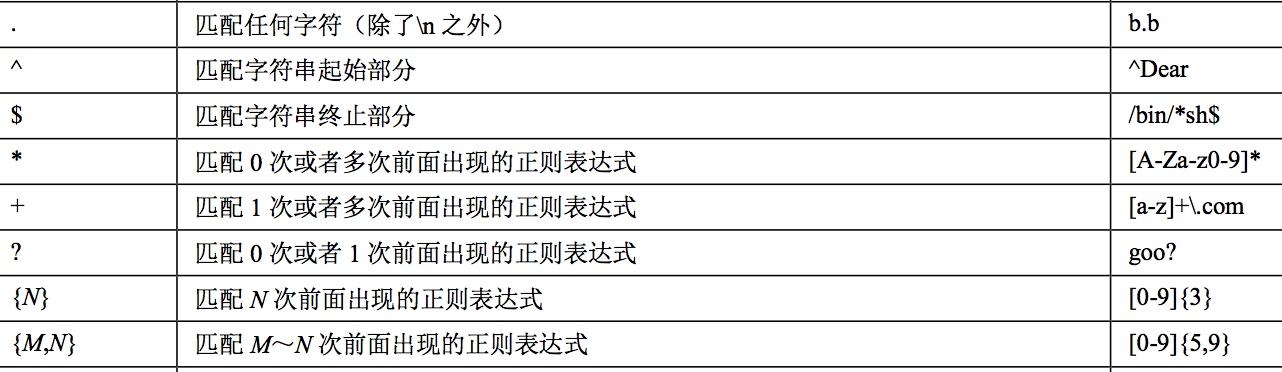 . 匹配任何字符（除了\n 之外） b.b
^ 匹配字符串起始部分 ^Dear
$ 匹配字符串终止部分 /bin/*sh$
* 匹配 0 次或者多次前面出现的正则表达式 [A-Za-z0-9]*
+ 匹配 1 次或者多次前面出现的正则表达式 [a-z]+\.com
? 匹配 0 次或者 1 次前面出现的正则表达式 goo?
{N} 匹配 N 次前面出现的正则表达式 [0-9]{3}
{M,N} 匹配 M～N 次前面出现的正则表达式 [0-9]{5,9}